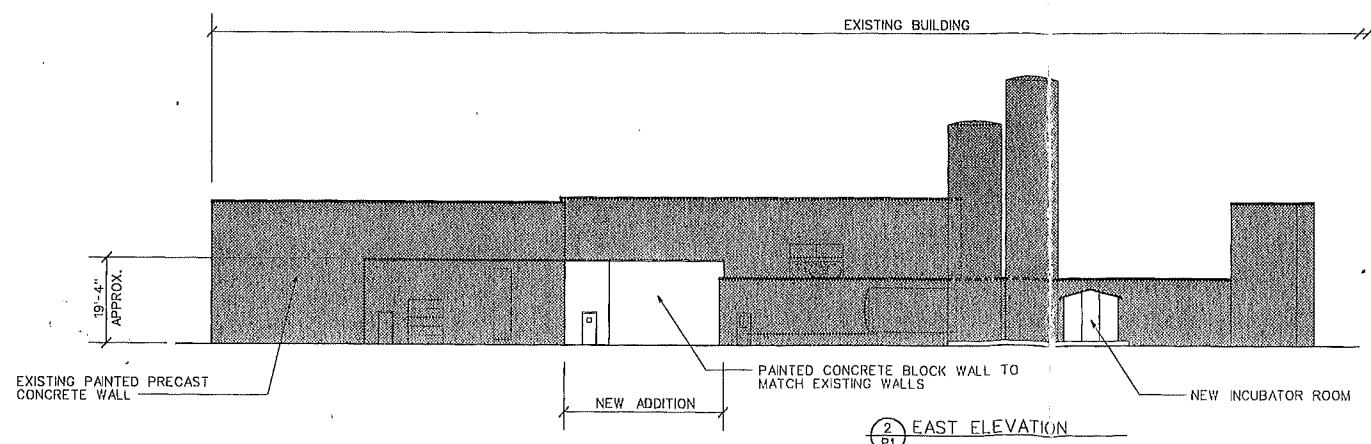 EXISTING BUILDING
19'-4"
APPROX.
EXISTING PAINTED PRECAST
CONCRETE WALL
NEW ADDITION
PAINTED CONCRETE BLOCK WALL TO
MATCH EXISTING WALLS
NEW INCUBATOR ROOM
2
P1
EAST ELEVATION